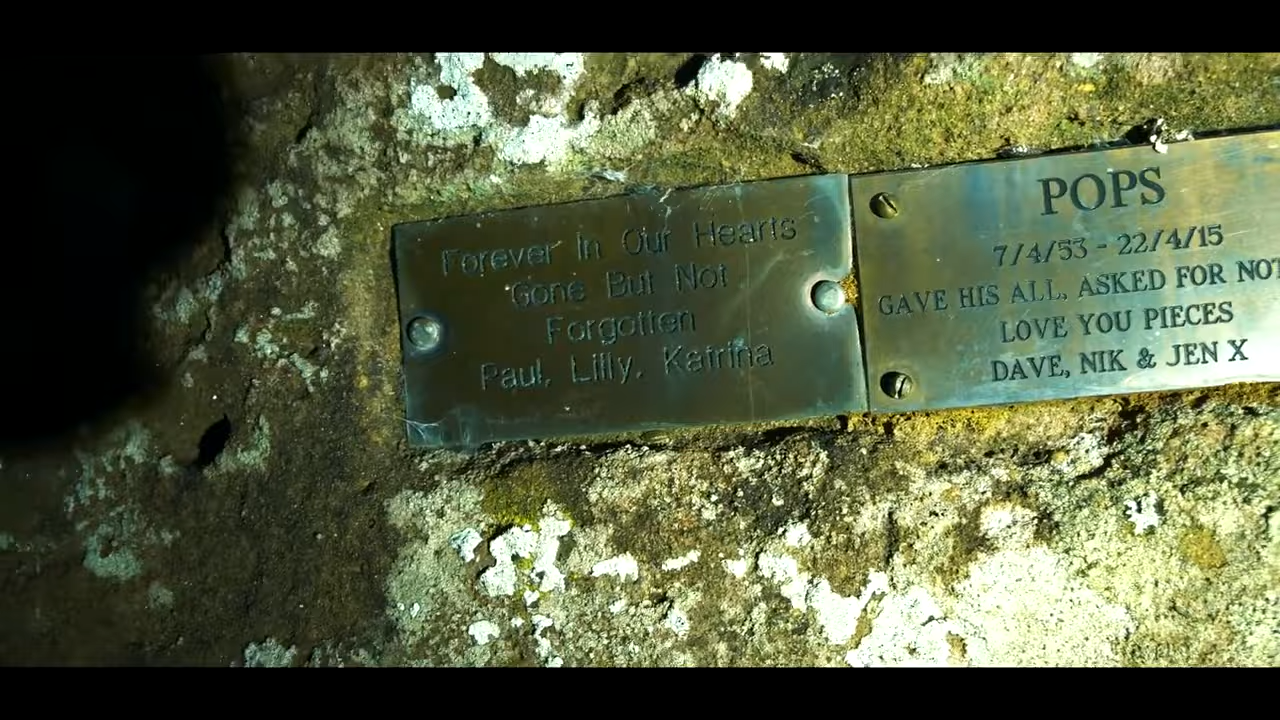 Forever In Our Hearts
Gone But Not
Forgotten
Paul, Lilly, Katrina
POPS
7/4/53 - 22/4/15
GAVE HIS ALL, ASKED FOR
LOVE YOU PIECES
DAVE, NIK & JEN X